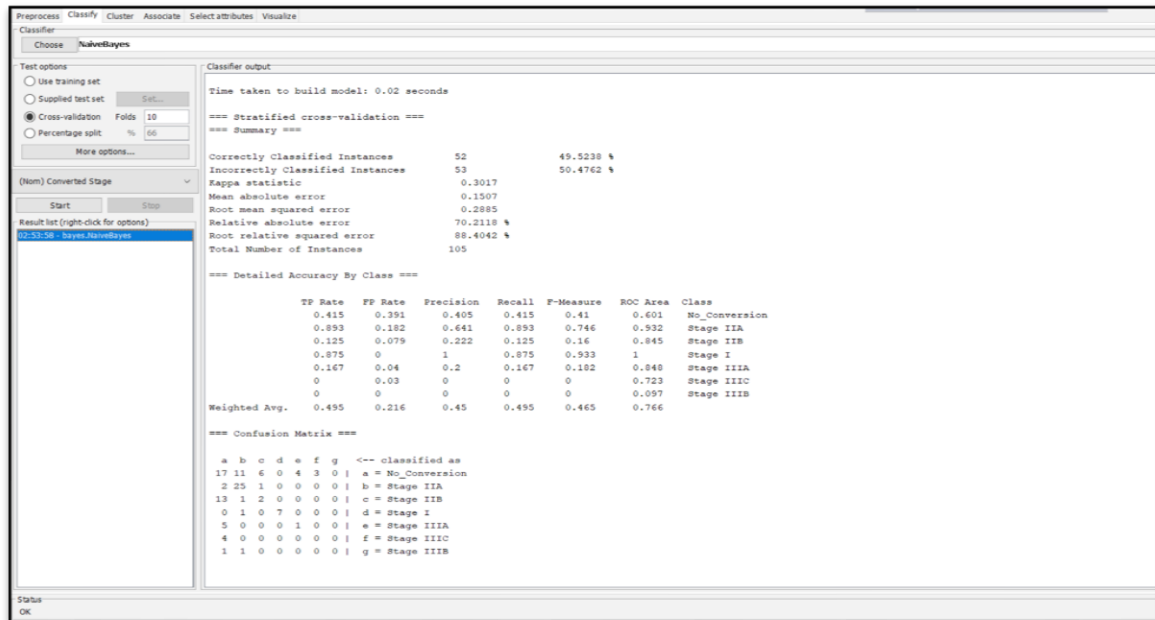 Preprocess Classify Cluster Associate Select attributes Visualize
Classifier
Choose NaiveBayes
Test options
Use training set
Supplied test set Set...
Cross-validation Folds 10
Percentage split % 66
More options...
(Nom) Converted Stage
Start Stop
Result list (right-click for options)
02:53:58 - bayes.NaiveBayes
Classifier output
Time taken to build model: 0.02 seconds
=== Stratified cross-validation ===
=== Summary ===
Correctly Classified Instances 52 49.5238 %
Incorrectly Classified Instances 53 50.4762 %
Kappa statistic 0.3017
Mean absolute error 0.1507
Root mean squared error 0.2885
Relative absolute error 70.2118 %
Root relative squared error 88.4042 %
Total Number of Instances 105
=== Detailed Accuracy By Class ===
TP Rate FP Rate Precision Recall F-Measure ROC Area Class
0.415 0.391 0.405 0.415 0.41 0.601 No_Conversion
0.893 0.182 0.641 0.893 0.746 0.932 Stage IIA
0.125 0.079 0.222 0.125 0.16 0.845 Stage IIB
0.875 0 1 0.875 0.933 1 Stage I
0.167 0.04 0.2 0.167 0.182 0.848 Stage IIIA
0 0.03 0 0 0 0.723 Stage IIIC
0 0 0 0 0 0.097 Stage IIIB
Weighted Avg. 0.495 0.216 0.45 0.495 0.465 0.766
=== Confusion Matrix ===
a b c d e f g <-- classified as
17 11 6 0 4 3 0 | a = No_Conversion
2 25 1 0 0 0 0 | b = Stage IIA
13 1 2 0 0 0 0 | c = Stage IIB
0 1 0 7 0 0 0 | d = Stage I
5 0 0 0 1 0 0 | e = Stage IIIA
4 0 0 0 0 0 0 | f = Stage IIIC
1 1 0 0 0 0 0 | g = Stage IIIB
Status
OK